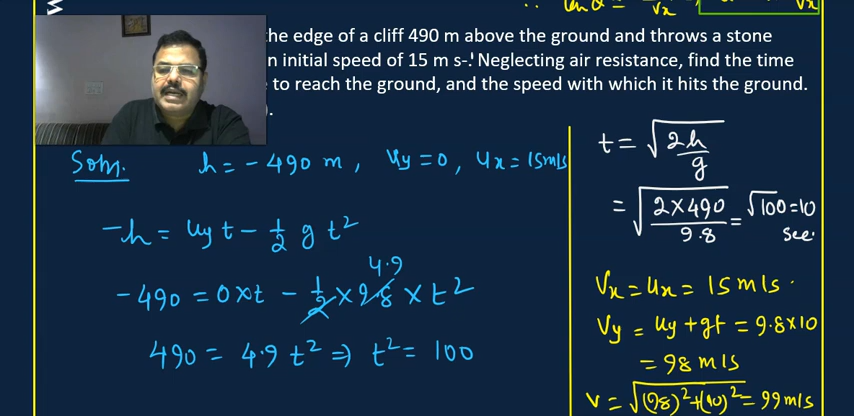 ∴ tan α = Vx
the edge of a cliff 490 m above the ground and throws a stone
n initial speed of 15 m s-.¹ Neglecting air resistance, find the time
to reach the ground, and the speed with which it hits the ground.
).
Soln. h = - 490 m, uy = 0, ux = 15 m/s
-h = uy t - 1/2 g t²
4.9
-490 = 0 × t - 1/2 × 9.8 × t²
490 = 4.9 t² ⇒ t² = 100
t = √2h/g
= √2×490/9.8 = √100 = 10
sec.
Vx = ux = 15 m/s.
Vy = uy + gt = 9.8×10
= 98 m/s
V = √(98)²+(10)² = 99 m/s